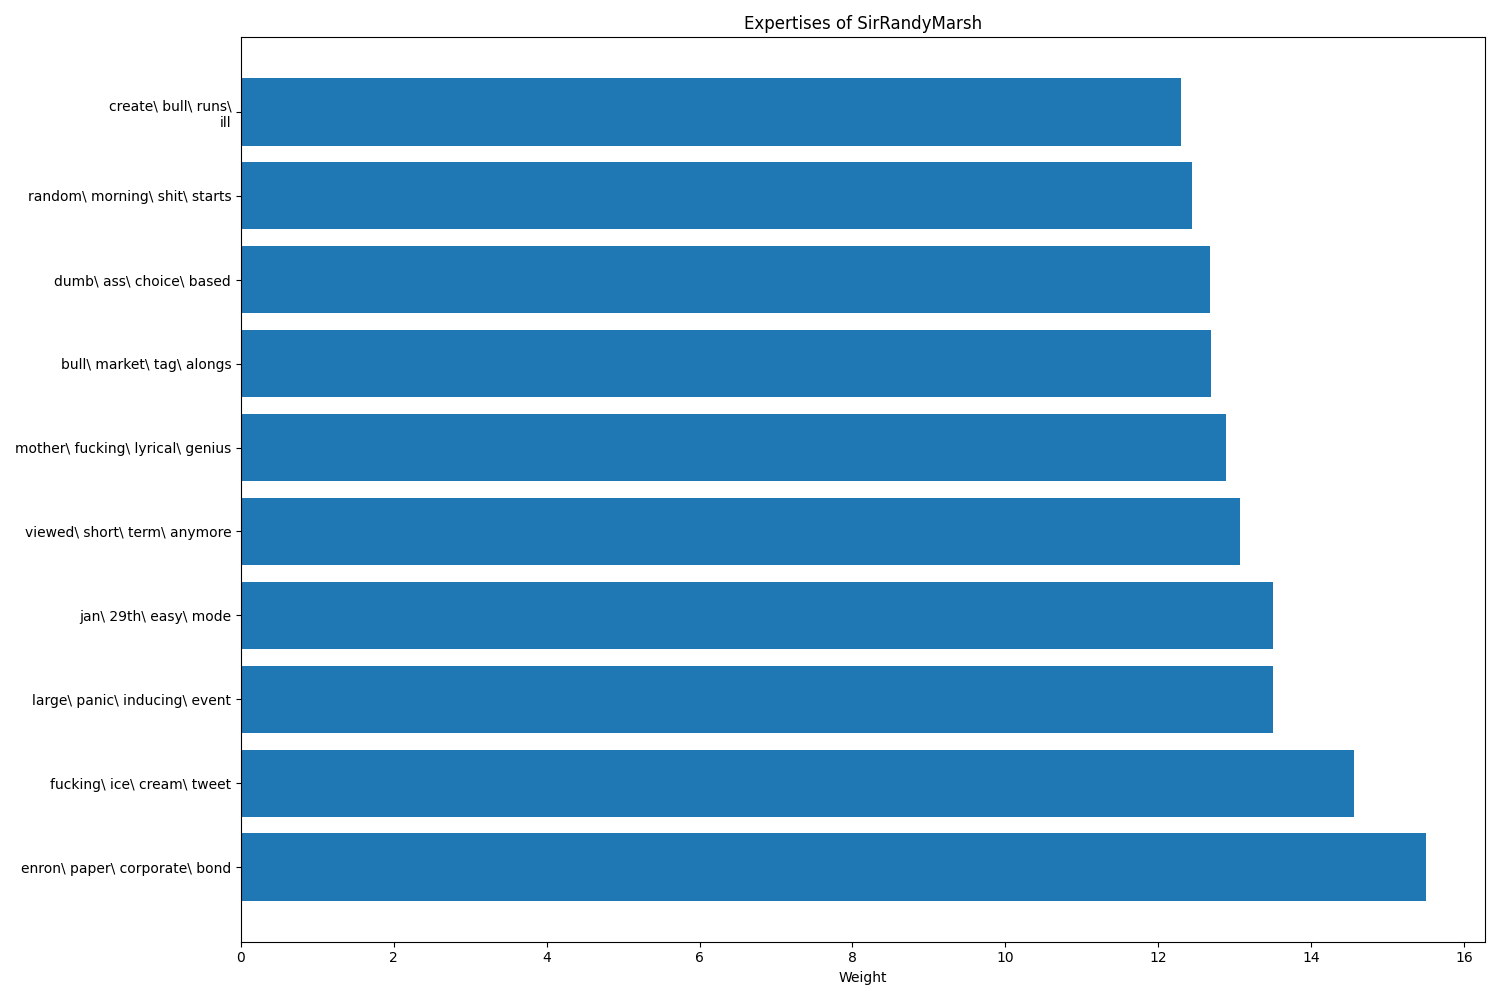 Expertises of SirRandyMarsh
create\ bull\ runs\
ill
random\ morning\ shit\ starts
dumb\ ass\ choice\ based
bull\ market\ tag\ alongs
mother\ fucking\ lyrical\ genius
viewed\ short\ term\ anymore
jan\ 29th\ easy\ mode
large\ panic\ inducing\ event
fucking\ ice\ cream\ tweet
enron\ paper\ corporate\ bond
0 2 4 6 8 10 12 14 16
Weight